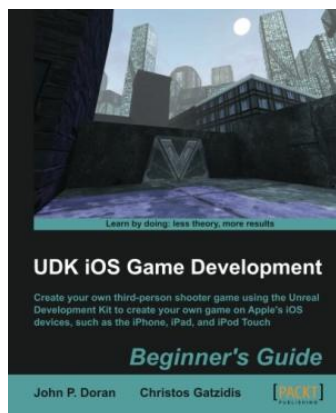 Learn by doing: less theory, more results
UDK iOS Game Development
Create your own third-person shooter game using the Unreal
Development Kit to create your own game on Apple's iOS
devices, such as the iPhone, iPad, and iPod Touch
Beginner's Guide
John P. Doran Christos Gatzidis
[PACKT]
PUBLISHING